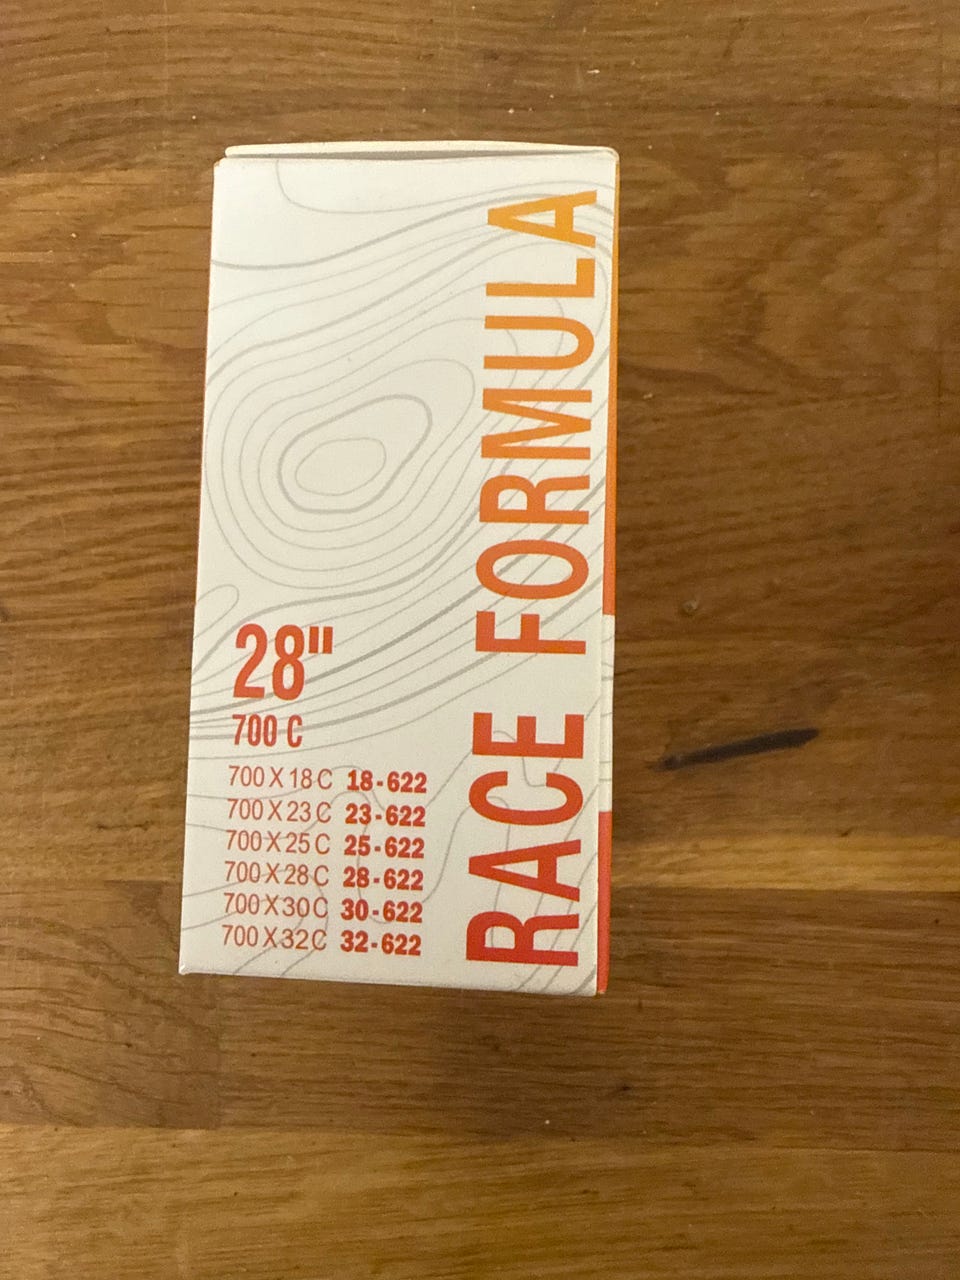 28"
700 C
700 X 18 C 18-622
700 X 23 C 23-622
700 X 25 C 25-622
700 X 28 C 28-622
700 X 30 C 30-622
700 X 32 C 32-622
RACE FORMULA